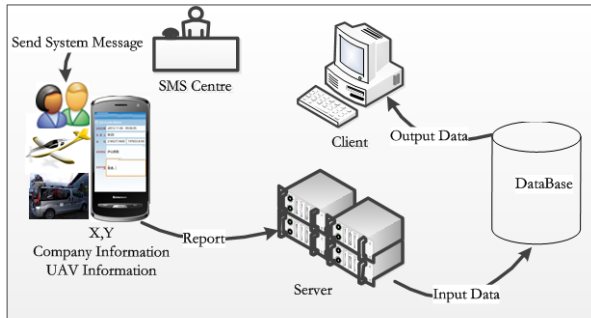 Send System Message
SMS Centre
Client
Output Data
DataBase
X,Y
Company Information
UAV Information
Report
Server
Input Data